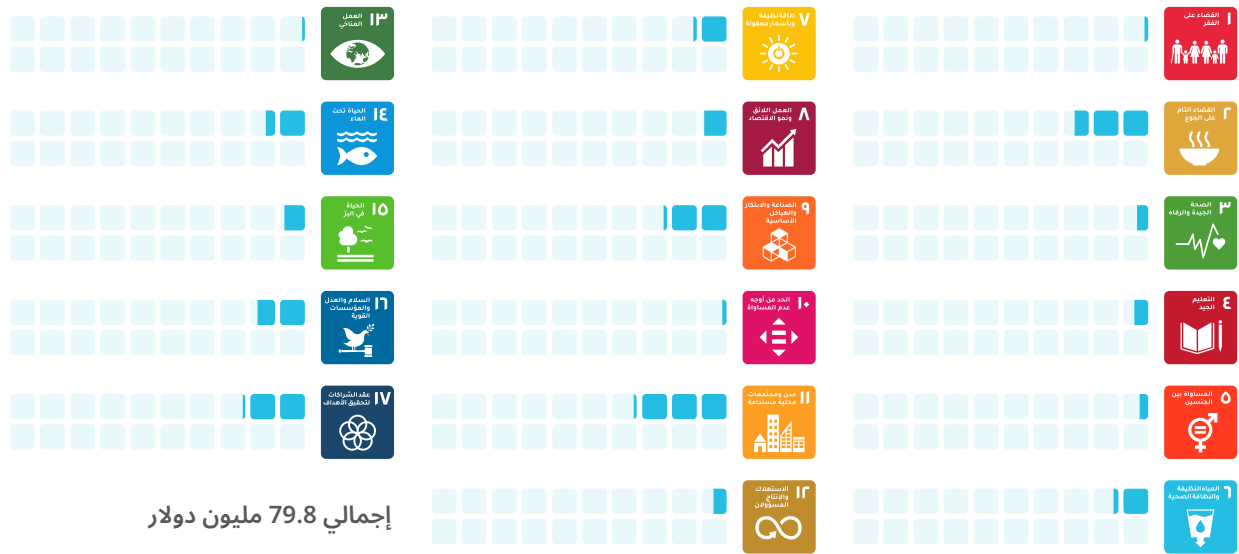 ١ القضاء على
الفقر
٢ القضاء التام
على الجوع
٣ الصحة
الجيدة والرفاه
٤ التعليم
الجيد
٥ المساواة بين
الجنسين
٦ المياه النظيفة
والنظافة الصحية
٧ طاقة نظيفة
وبأسعار معقولة
٨ العمل اللائق
ونمو الاقتصاد
٩ الصناعة والابتكار
والهياكل
الأساسية
١٠ الحد من أوجه
عدم المساواة
١١ مدن ومجتمعات
محلية مستدامة
١٢ الاستهلاك
والإنتاج
المسؤولان
١٣ العمل
المناخي
١٤ الحياة تحت
الماء
١٥ الحياة
في البرّ
١٦ السلام والعدل
والمؤسسات
القوية
١٧ عقد الشراكات
لتحقيق الأهداف
إجمالي 79.8 مليون دولار